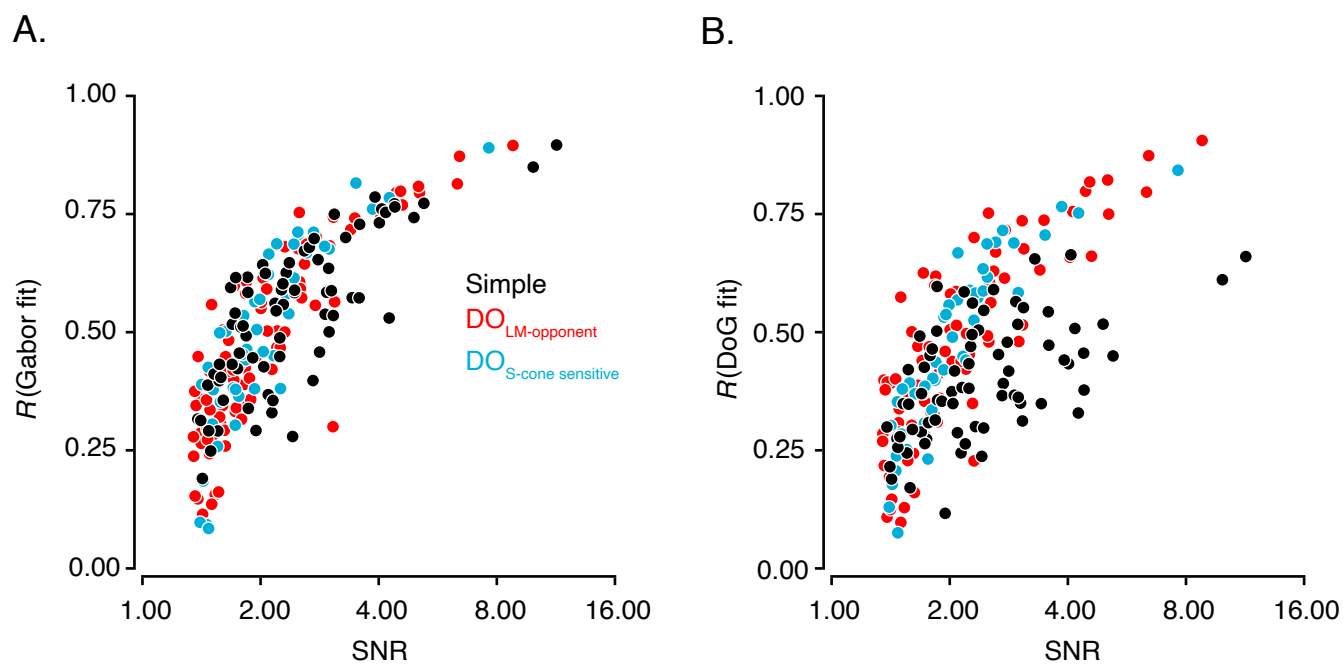 A.
1.00
0.75
0.50
0.25
0.00
R(Gabor fit)
1.00 2.00 4.00 8.00 16.00
SNR
Simple
DOLM-opponent
DOS-cone sensitive
B.
1.00
0.75
0.50
0.25
0.00
R(DoG fit)
1.00 2.00 4.00 8.00 16.00
SNR